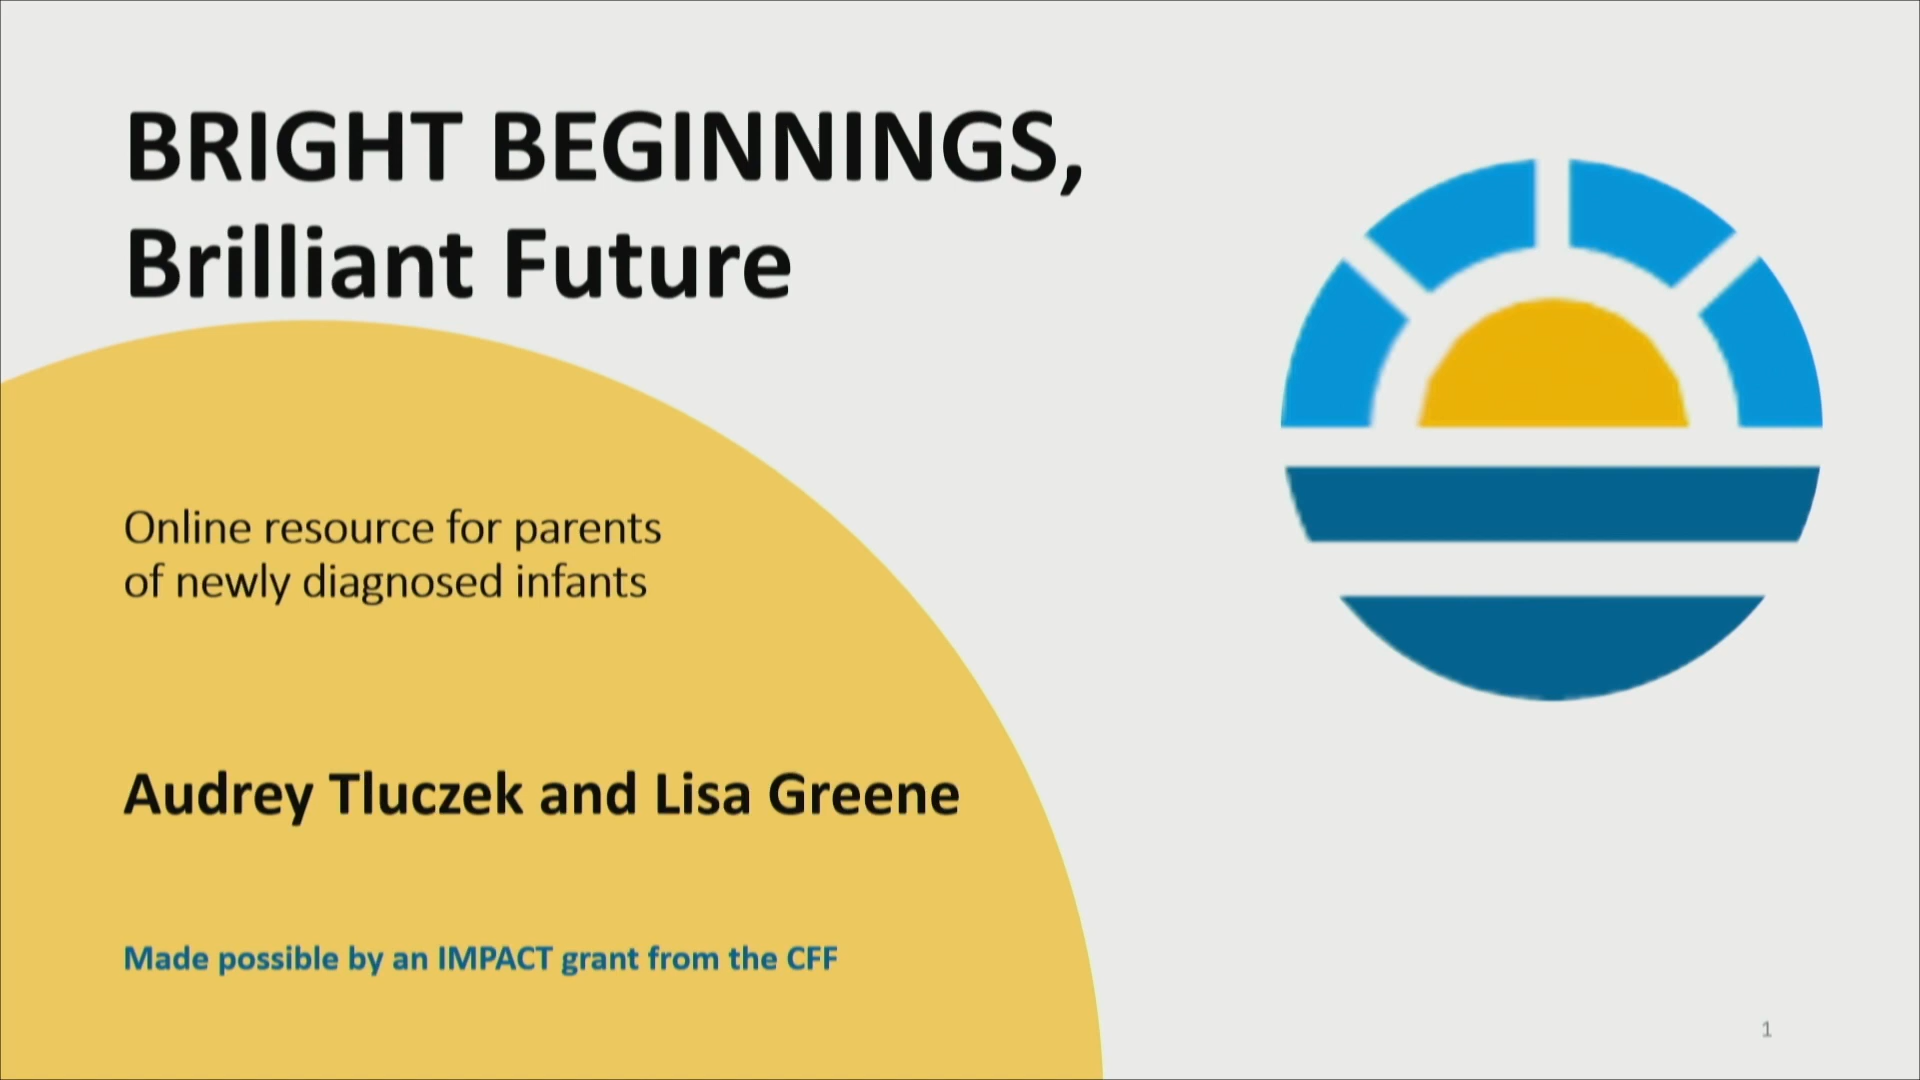 BRIGHT BEGINNINGS,
Brilliant Future
Online resource for parents
of newly diagnosed infants
Audrey Tluczek and Lisa Greene
Made possible by an IMPACT grant from the CFF
1